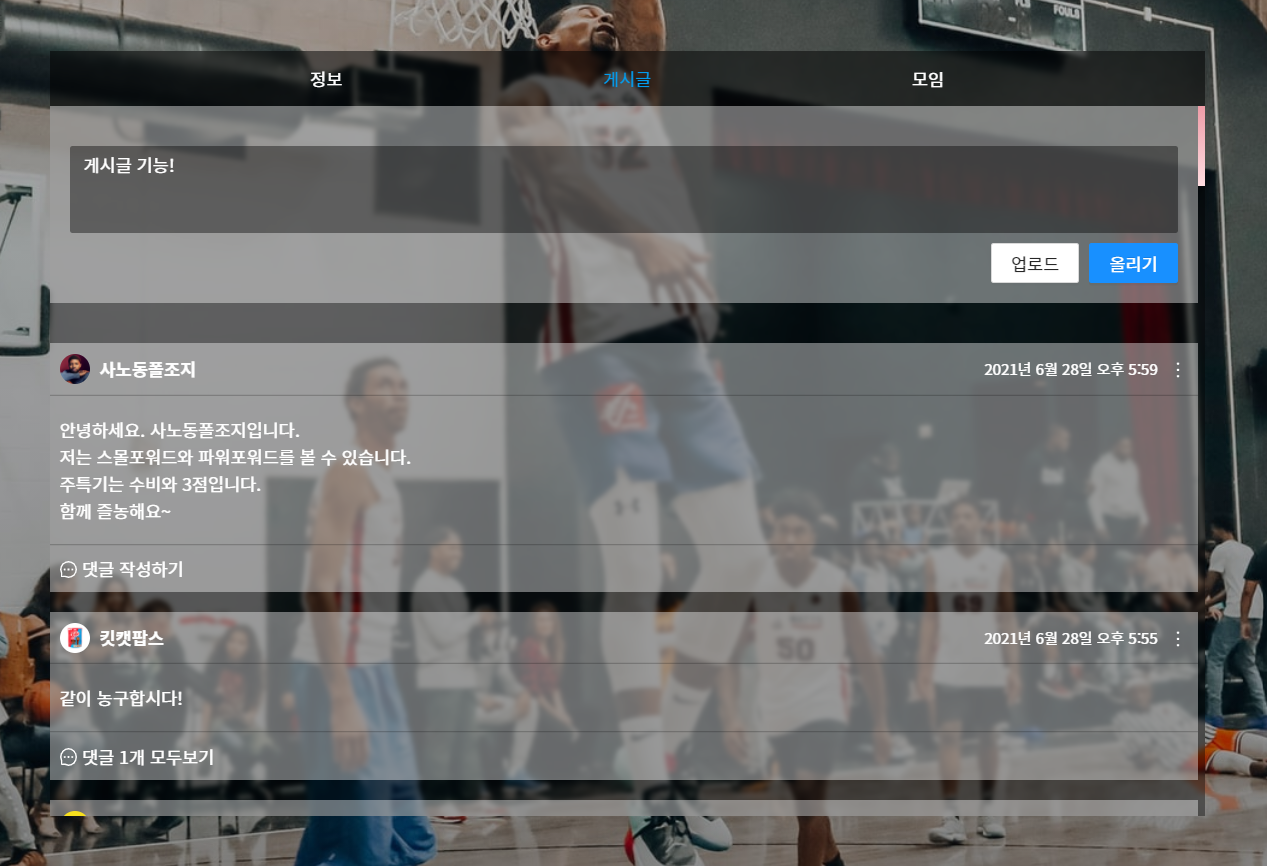 FOULS
정보
게시글
모임
게시글 기능!
업로드
올리기
사노동폴조지
2021년 6월 28일 오후 5:59
안녕하세요. 사노동폴조지입니다.
저는 스몰포워드와 파워포워드를 볼 수 있습니다.
주특기는 수비와 3점입니다.
함께 즐농해요~
댓글 작성하기
킷캣팝스
2021년 6월 28일 오후 5:55
같이 농구합시다!
댓글 1개 모두보기
32
69
50